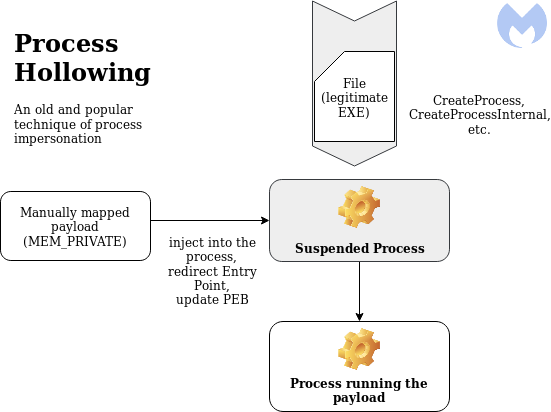 Process
Hollowing
An old and popular
technique of process
impersonation
File
(legitimate
EXE)
CreateProcess,
CreateProcessInternal,
etc.
Manually mapped
payload
(MEM_PRIVATE)
inject into the
process,
redirect Entry
Point,
update PEB
Suspended Process
Process running the
payload